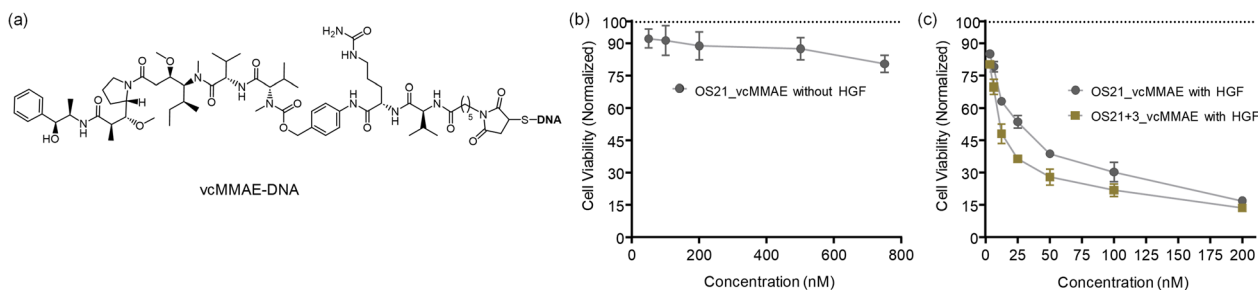 (a)
H₂N
O
HN
O
O
N
O
N
O
H
N
O
N
O
O
H
N
O
N
H
H
N
O
N
H
O
5
N
O
O
S
DNA
H
N
H
O
O
OH
vcMMAE-DNA
(b)
Cell Viability (Normalized)
100
90
75
60
45
30
15
0
OS21_vcMMAE without HGF
0 200 400 600 800
Concentration (nM)
(c)
Cell Viability (Normalized)
100
90
75
60
45
30
15
0
OS21_vcMMAE with HGF
OS21+3_vcMMAE with HGF
0 25 50 75 100 125 150 175 200
Concentration (nM)